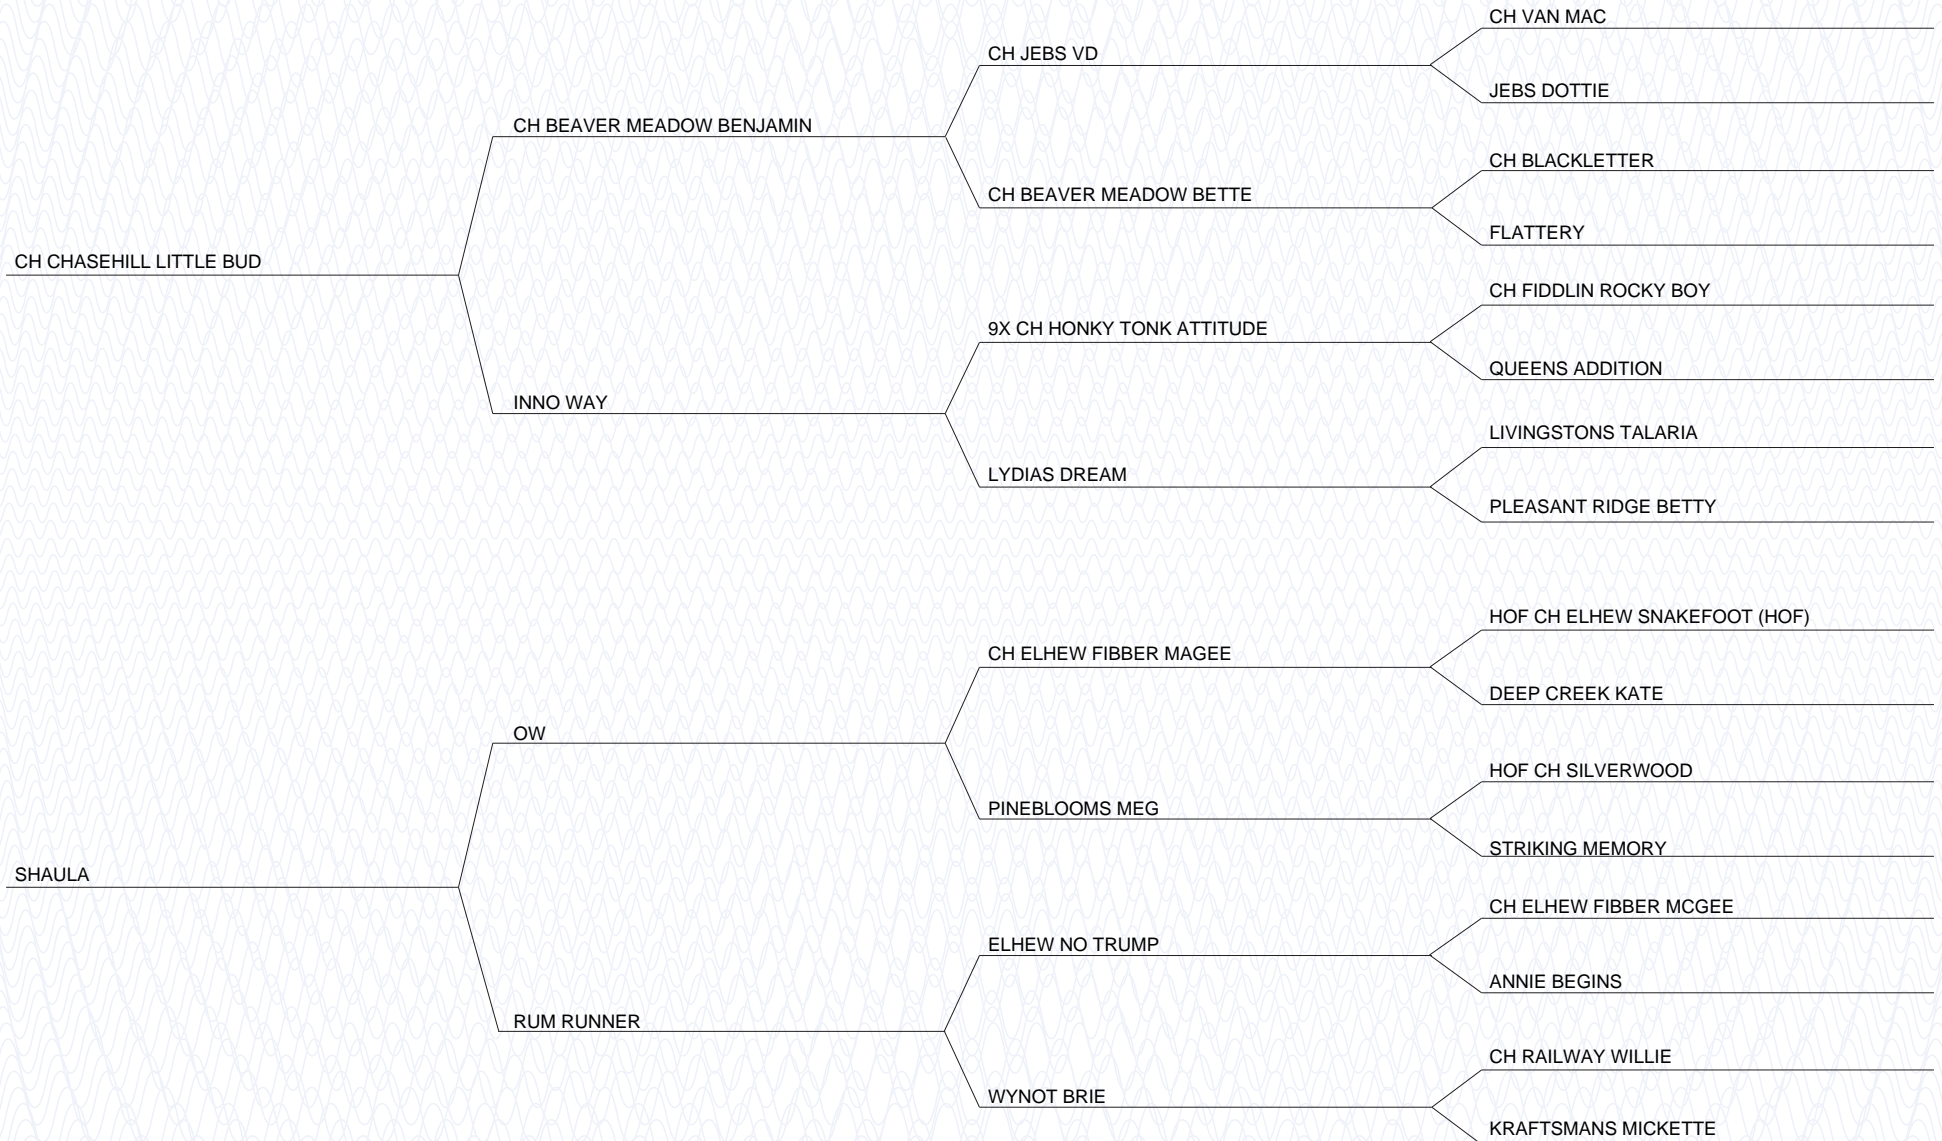 CH VAN MAC
CH JEBS VD
JEBS DOTTIE
CH BEAVER MEADOW BENJAMIN
CH BLACKLETTER
CH BEAVER MEADOW BETTE
FLATTERY
CH CHASEHILL LITTLE BUD
CH FIDDLIN ROCKY BOY
9X CH HONKY TONK ATTITUDE
QUEENS ADDITION
INNO WAY
LIVINGSTONS TALARIA
LYDIAS DREAM
PLEASANT RIDGE BETTY
HOF CH ELHEW SNAKEFOOT (HOF)
CH ELHEW FIBBER MAGEE
DEEP CREEK KATE
OW
HOF CH SILVERWOOD
PINEBLOOMS MEG
STRIKING MEMORY
SHAULA
CH ELHEW FIBBER MCGEE
ELHEW NO TRUMP
ANNIE BEGINS
RUM RUNNER
CH RAILWAY WILLIE
WYNOT BRIE
KRAFTSMANS MICKETTE